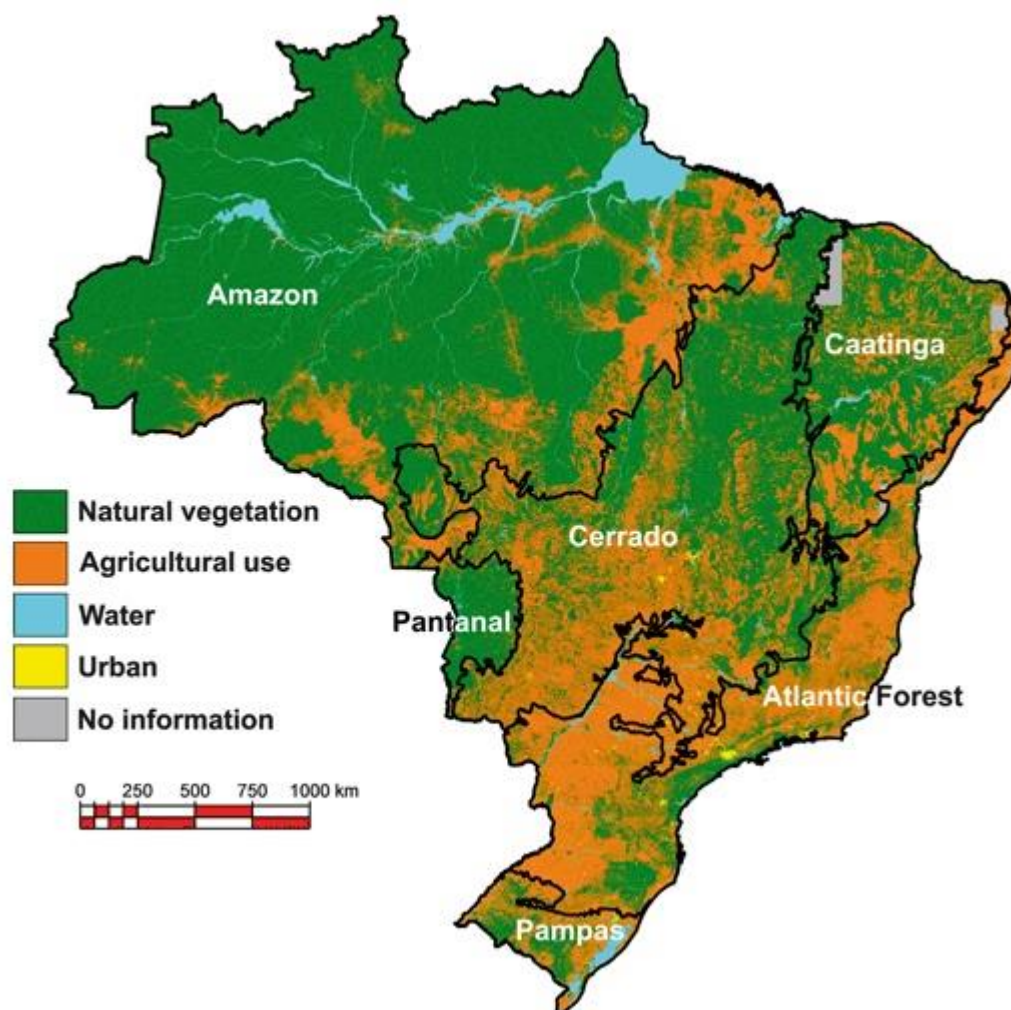 Amazon
Caatinga
Cerrado
Pantanal
Atlantic Forest
Pampas
Natural vegetation
Agricultural use
Water
Urban
No information
0 250 500 750 1000 km